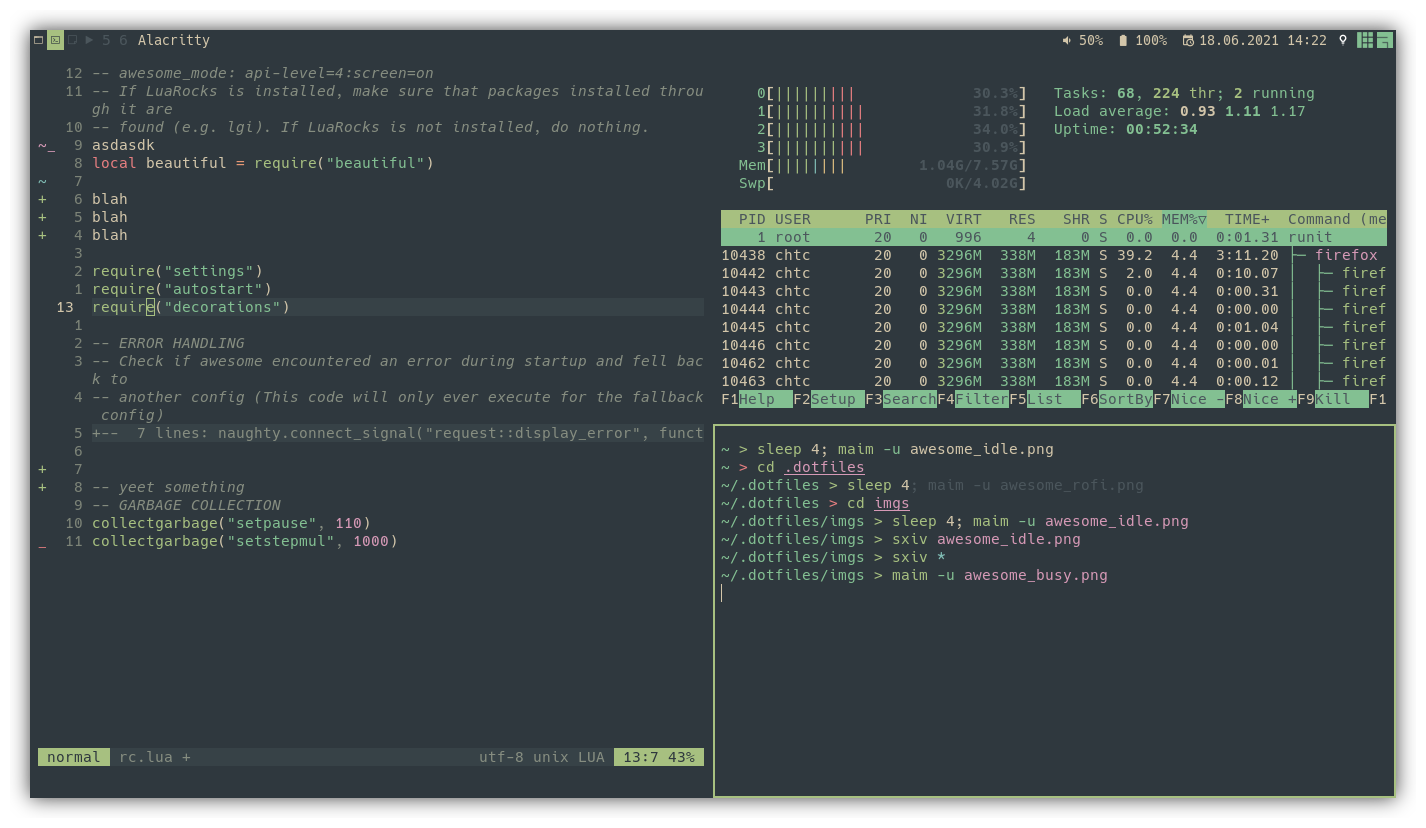 5 6 Alacritty 50% 100% 18.06.2021 14:22
12 -- awesome_mode: api-level=4:screen=on
11 -- If LuaRocks is installed, make sure that packages installed throu
gh it are
10 -- found (e.g. lgi). If LuaRocks is not installed, do nothing.
~_ 9 asdasdk
8 local beautiful = require("beautiful")
~ 7
+ 6 blah
+ 5 blah
+ 4 blah
3
2 require("settings")
1 require("autostart")
13 require("decorations")
1
2 -- ERROR HANDLING
3 -- Check if awesome encountered an error during startup and fell bac
k to
4 -- another config (This code will only ever execute for the fallback
config)
5 +-- 7 lines: naughty.connect_signal("request::display_error", funct
6
+ 7
+ 8 -- yeet something
9 -- GARBAGE COLLECTION
10 collectgarbage("setpause", 110)
_ 11 collectgarbage("setstepmul", 1000)
normal rc.lua + utf-8 unix LUA 13:7 43%
0[||||||||| 30.3%] Tasks: 68, 224 thr; 2 running
1[|||||||||| 31.8%] Load average: 0.93 1.11 1.17
2[|||||||||| 34.0%] Uptime: 00:52:34
3[|||||||||| 30.9%]
Mem[|||||||| 1.04G/7.57G]
Swp[ 0K/4.02G]
PID USER PRI NI VIRT RES SHR S CPU% MEM%▽ TIME+ Command (me
1 root 20 0 996 4 0 S 0.0 0.0 0:01.31 runit
10438 chtc 20 0 3296M 338M 183M S 39.2 4.4 3:11.20 ├─ firefox
10442 chtc 20 0 3296M 338M 183M S 2.0 4.4 0:10.07 │ ├─ firef
10443 chtc 20 0 3296M 338M 183M S 0.0 4.4 0:00.31 │ ├─ firef
10444 chtc 20 0 3296M 338M 183M S 0.0 4.4 0:00.00 │ ├─ firef
10445 chtc 20 0 3296M 338M 183M S 0.0 4.4 0:01.04 │ ├─ firef
10446 chtc 20 0 3296M 338M 183M S 0.0 4.4 0:00.00 │ ├─ firef
10462 chtc 20 0 3296M 338M 183M S 0.0 4.4 0:00.01 │ ├─ firef
10463 chtc 20 0 3296M 338M 183M S 0.0 4.4 0:00.12 │ ├─ firef
F1Help F2Setup F3SearchF4FilterF5List F6SortByF7Nice -F8Nice +F9Kill F1
~ > sleep 4; maim -u awesome_idle.png
~ > cd .dotfiles
~/.dotfiles > sleep 4; maim -u awesome_rofi.png
~/.dotfiles > cd imgs
~/.dotfiles/imgs > sleep 4; maim -u awesome_idle.png
~/.dotfiles/imgs > sxiv awesome_idle.png
~/.dotfiles/imgs > sxiv *
~/.dotfiles/imgs > maim -u awesome_busy.png